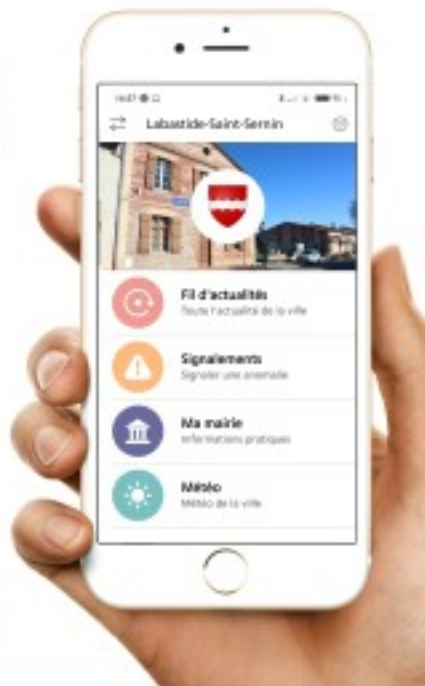 Labastide-Saint-Sernin
Fil d'actualités
Toute l'actualité de la ville
Signalements
Signaler une anomalie
Ma mairie
Informations pratiques
Météo
Météo de la ville